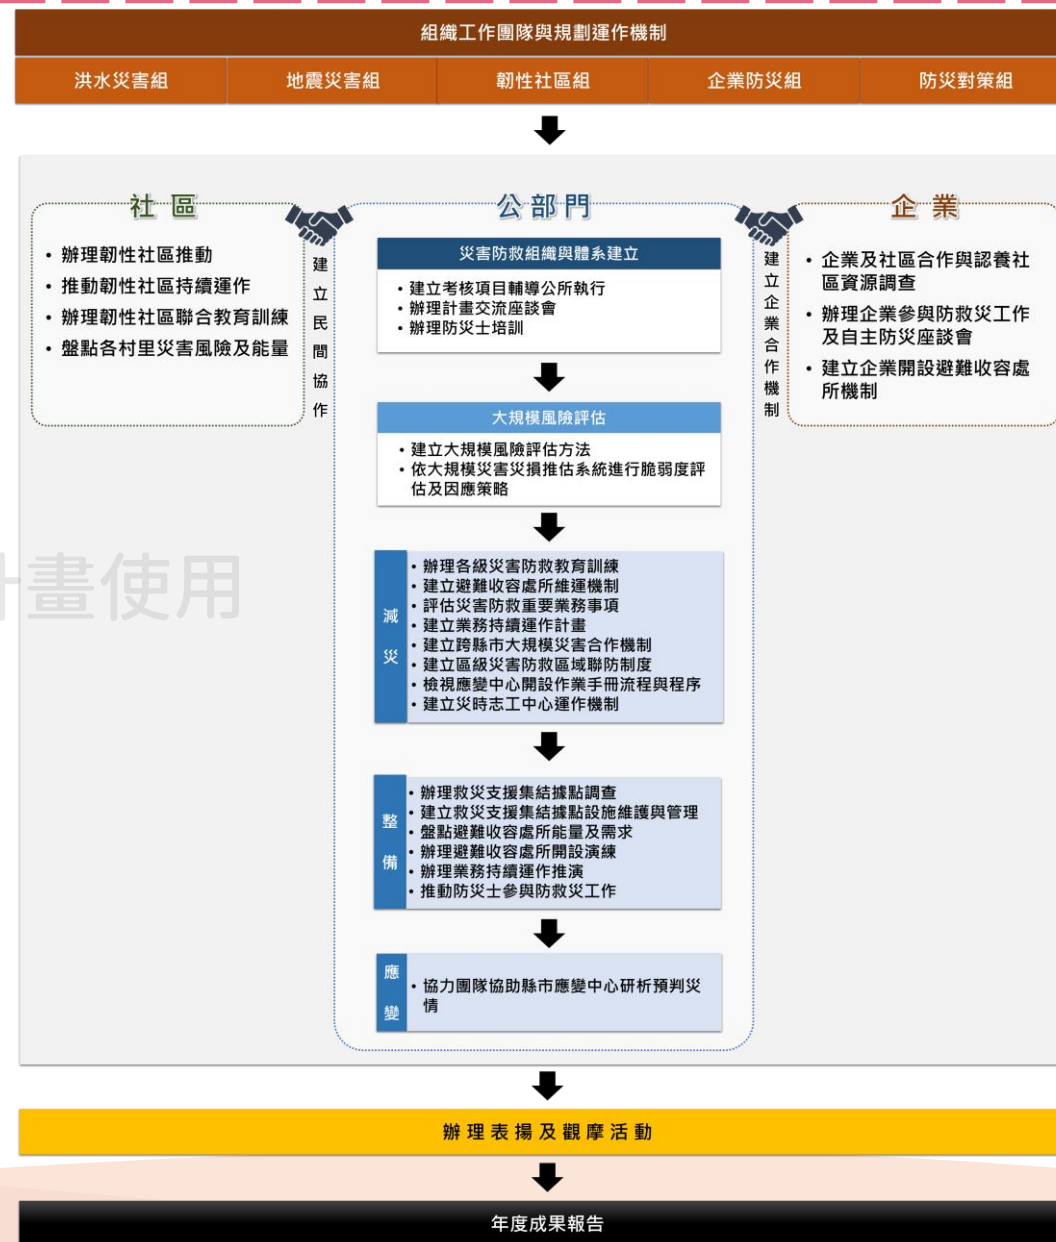 組織工作團隊與規劃運作機制
洪水災害組
地震災害組
韌性社區組
企業防災組
防災對策組
社區
• 辦理韌性社區推動
• 推動韌性社區持續運作
• 辦理韌性社區聯合教育訓練
• 盤點各村里災害風險及能量
建立民間協作
公部門
災害防救組織與體系建立
• 建立考核項目輔導公所執行
• 辦理計畫交流座談會
• 辦理防災士培訓
大規模風險評估
• 建立大規模風險評估方法
• 依大規模災害災損推估系統進行脆弱度評
估及因應策略
減災
• 辦理各級災害防救教育訓練
• 建立避難收容處所維運機制
• 評估災害防救重要業務事項
• 建立業務持續運作計畫
• 建立跨縣市大規模災害合作機制
• 建立區級災害防救區域聯防制度
• 檢視應變中心開設作業手冊流程與程序
• 建立災時志工中心運作機制
整備
• 辦理救災支援集結據點調查
• 建立救災支援集結據點設施維護與管理
• 盤點避難收容處所能量及需求
• 辦理避難收容處所開設演練
• 辦理業務持續運作推演
• 推動防災士參與防救災工作
應變
• 協力團隊協助縣市應變中心研析預判災
情
建立企業合作機制
企業
• 企業及社區合作與認養社
區資源調查
• 辦理企業參與防救災工作
及自主防災座談會
• 建立企業開設避難收容處
所機制
計畫使用
辦理表揚及觀摩活動
年度成果報告